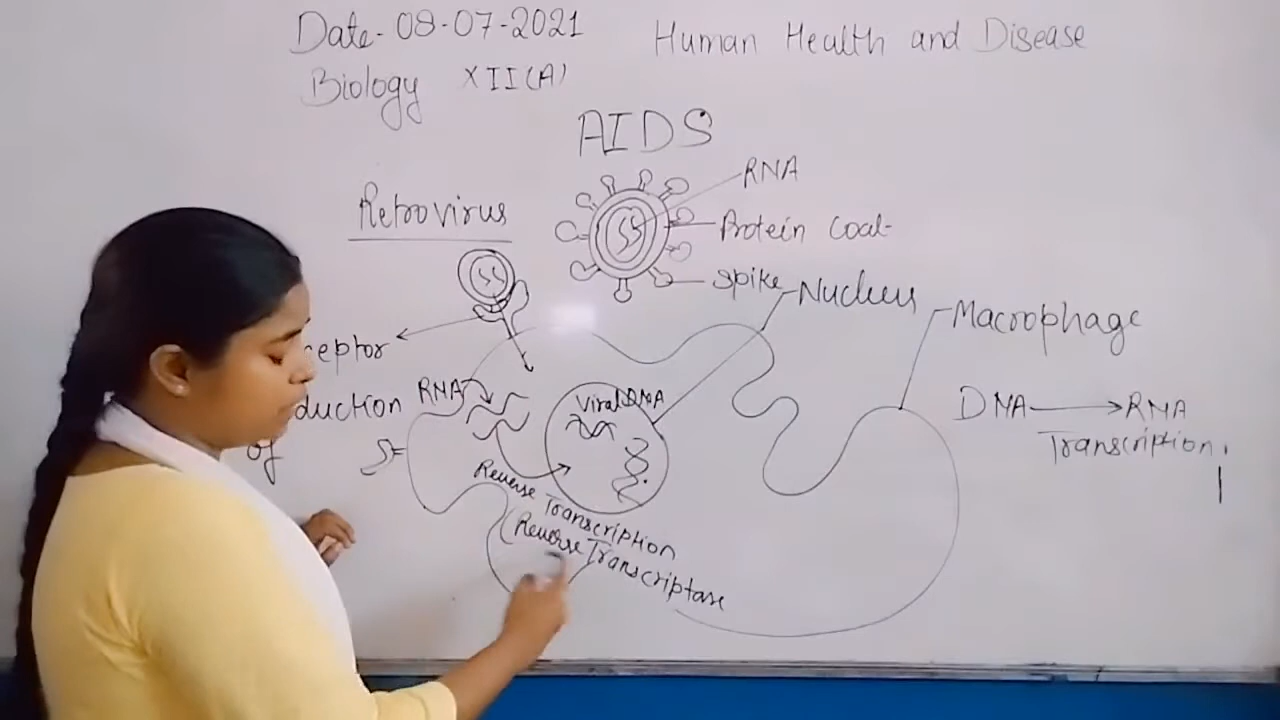 Date- 08-07-2021
Human Health and Disease
Biology XII(A)
AIDS
RNA
Retrovirus
Protein coat
Spike
Nucleus
Macrophage
eptor
RNA
Viral DNA
duction
of
DNA → RNA
Transcription
Reverse Transcription
(Reverse Transcriptase